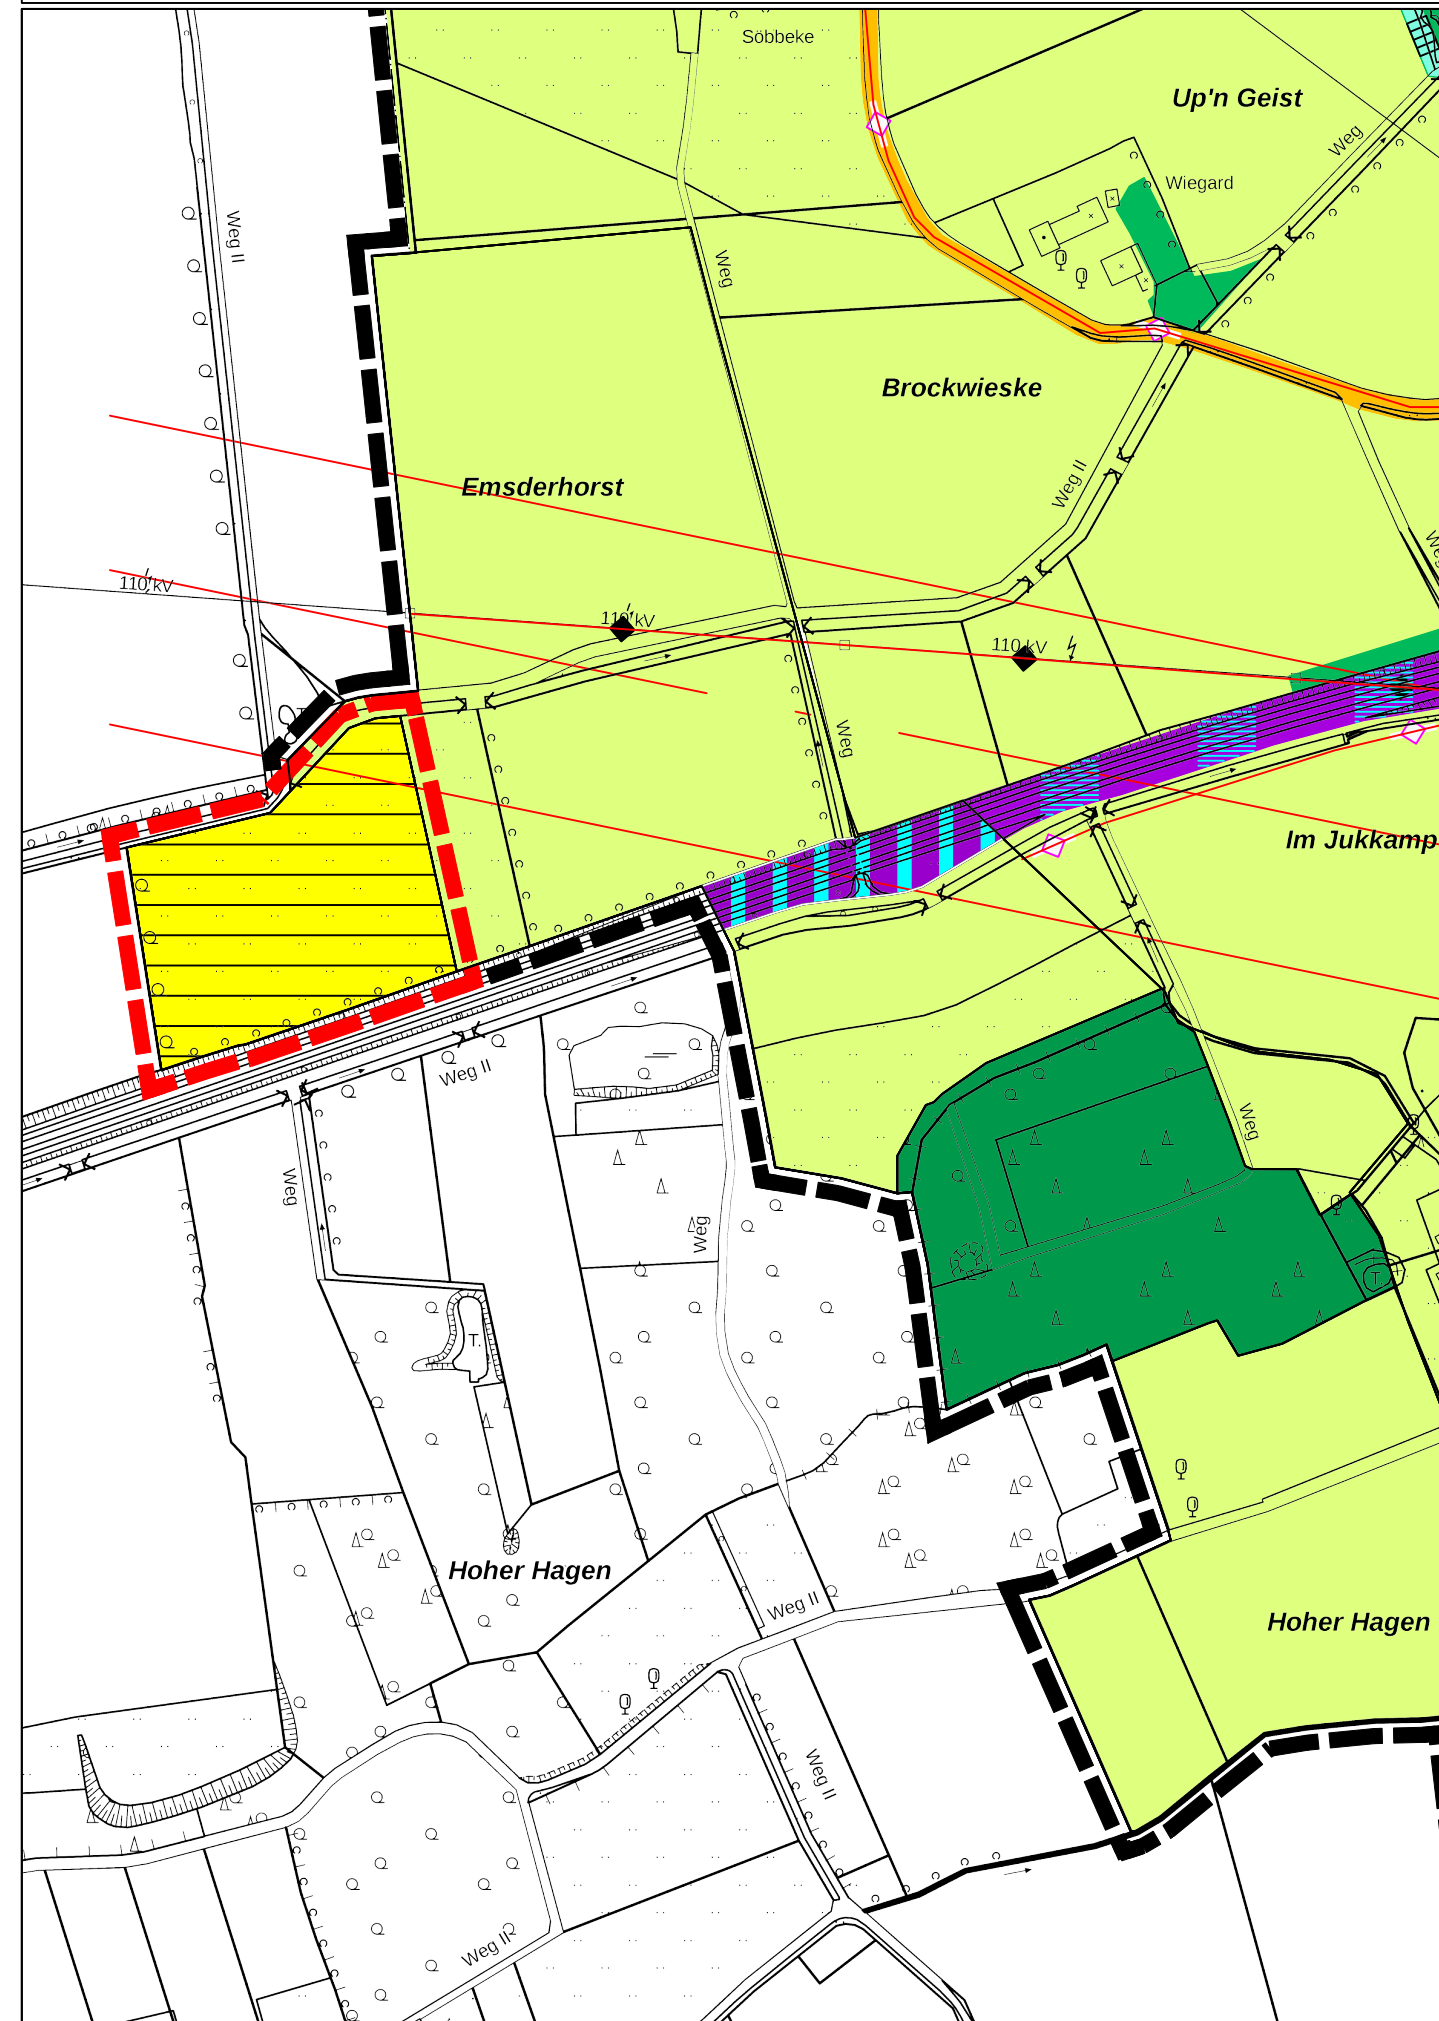 Söbbeke
Up'n Geist
Weg
Wiegard
Weg II
Weg
Brockwieske
Weg II
Emsderhorst
Weg
110 kV
110 kV
110 kV
T.
Weg
Im Jukkamp
Weg II
Weg
Weg
Weg
T.
T.
Hoher Hagen
Weg II
Hoher Hagen
Weg II
Weg II